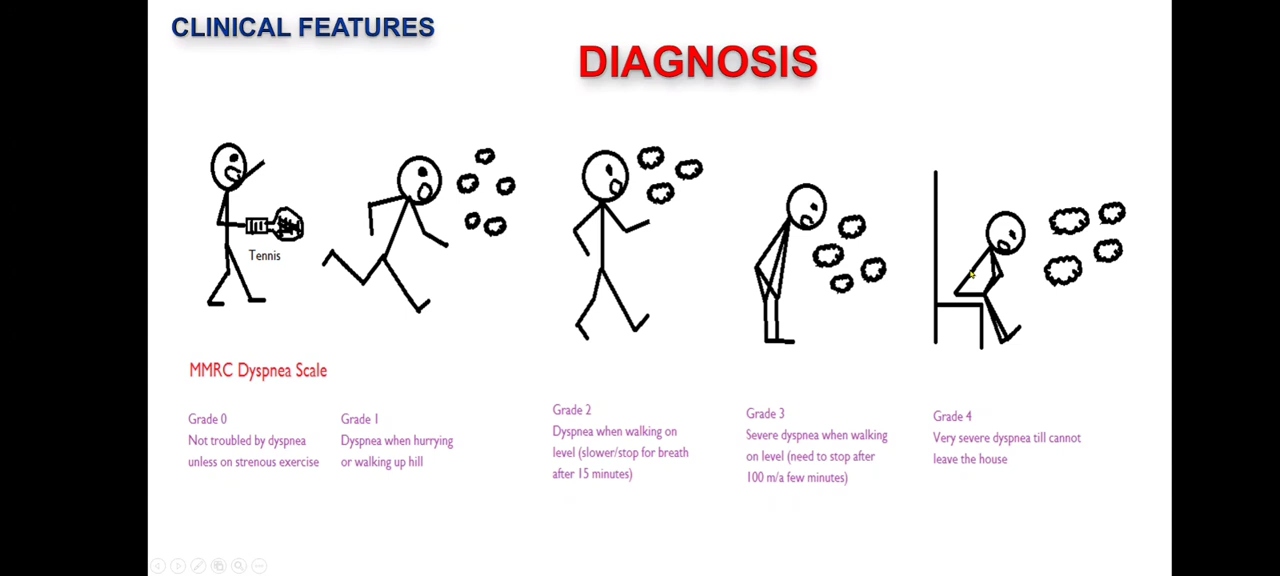 CLINICAL FEATURES
DIAGNOSIS
Tennis
MMRC Dyspnea Scale
Grade 0
Not troubled by dyspnea
unless on strenous exercise
Grade 1
Dyspnea when hurrying
or walking up hill
Grade 2
Dyspnea when walking on
level (slower/stop for breath
after 15 minutes)
Grade 3
Severe dyspnea when walking
on level (need to stop after
100 m/a few minutes)
Grade 4
Very severe dyspnea till cannot
leave the house